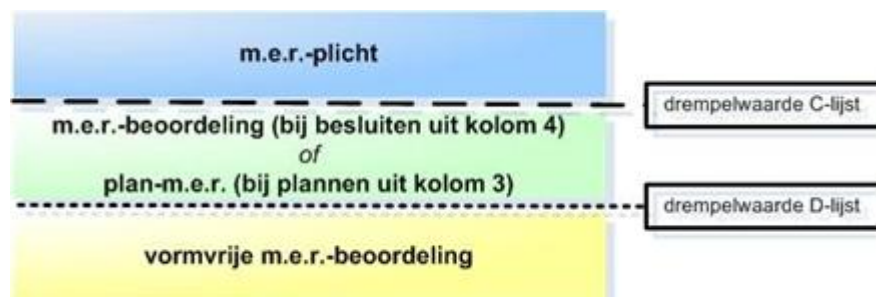 m.e.r.-plicht
drempelwaarde C-lijst
m.e.r.-beoordeling (bij besluiten uit kolom 4)
of
plan-m.e.r. (bij plannen uit kolom 3)
drempelwaarde D-lijst
vormvrije m.e.r.-beoordeling